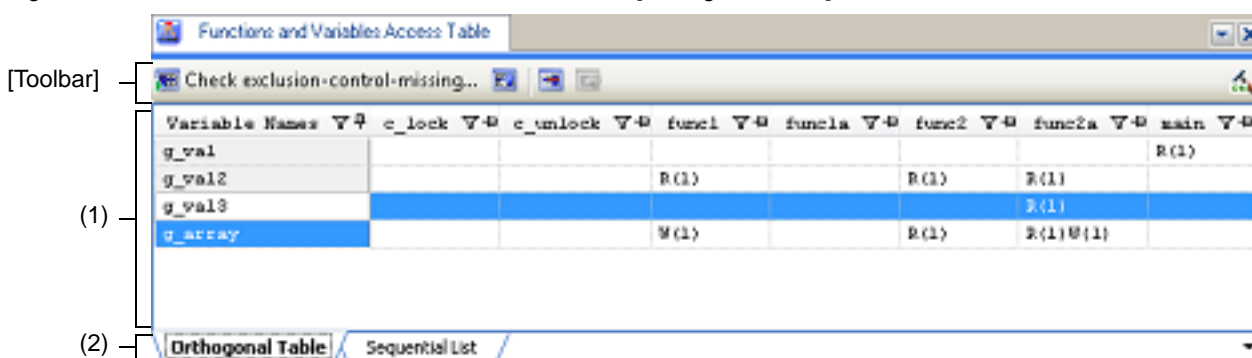 Functions and Variables Access Table
[Toolbar]
Check exclusion-control-missing...
Variable Names c_lock c_unlock func1 func1a func2 func2a main
g_val R(1)
g_val2 R(1) R(1) R(1)
(1)
g_val3 R(1)
g_array W(1) R(1) R(1)W(1)
(2)
Orthogonal Table Sequential List